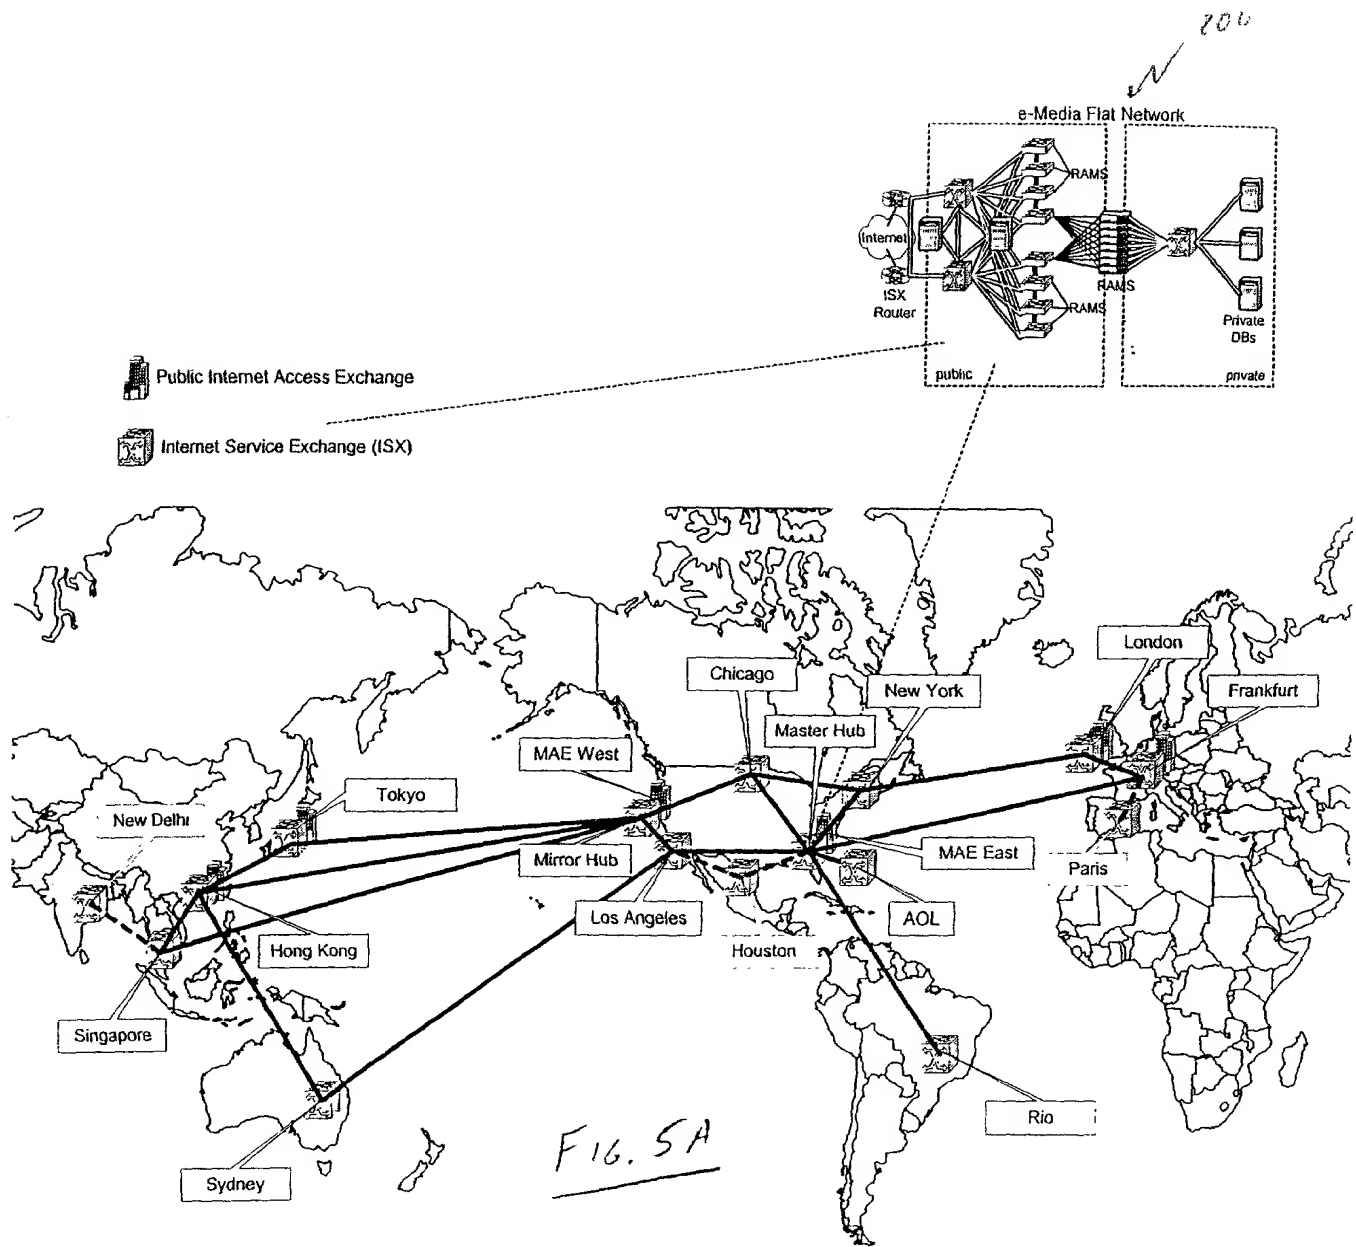 e-Media Flat Network
RAMS
Internet
ISX
Router
RAMS
RAMS
Private
DBs
public
private
Public Internet Access Exchange
Internet Service Exchange (ISX)
London
Chicago
New York
Frankfurt
Master Hub
MAE West
Tokyo
New Delhi
MAE East
Mirror Hub
Paris
Los Angeles
AOL
Hong Kong
Houston
Singapore
Rio
FIG. 5A
Sydney